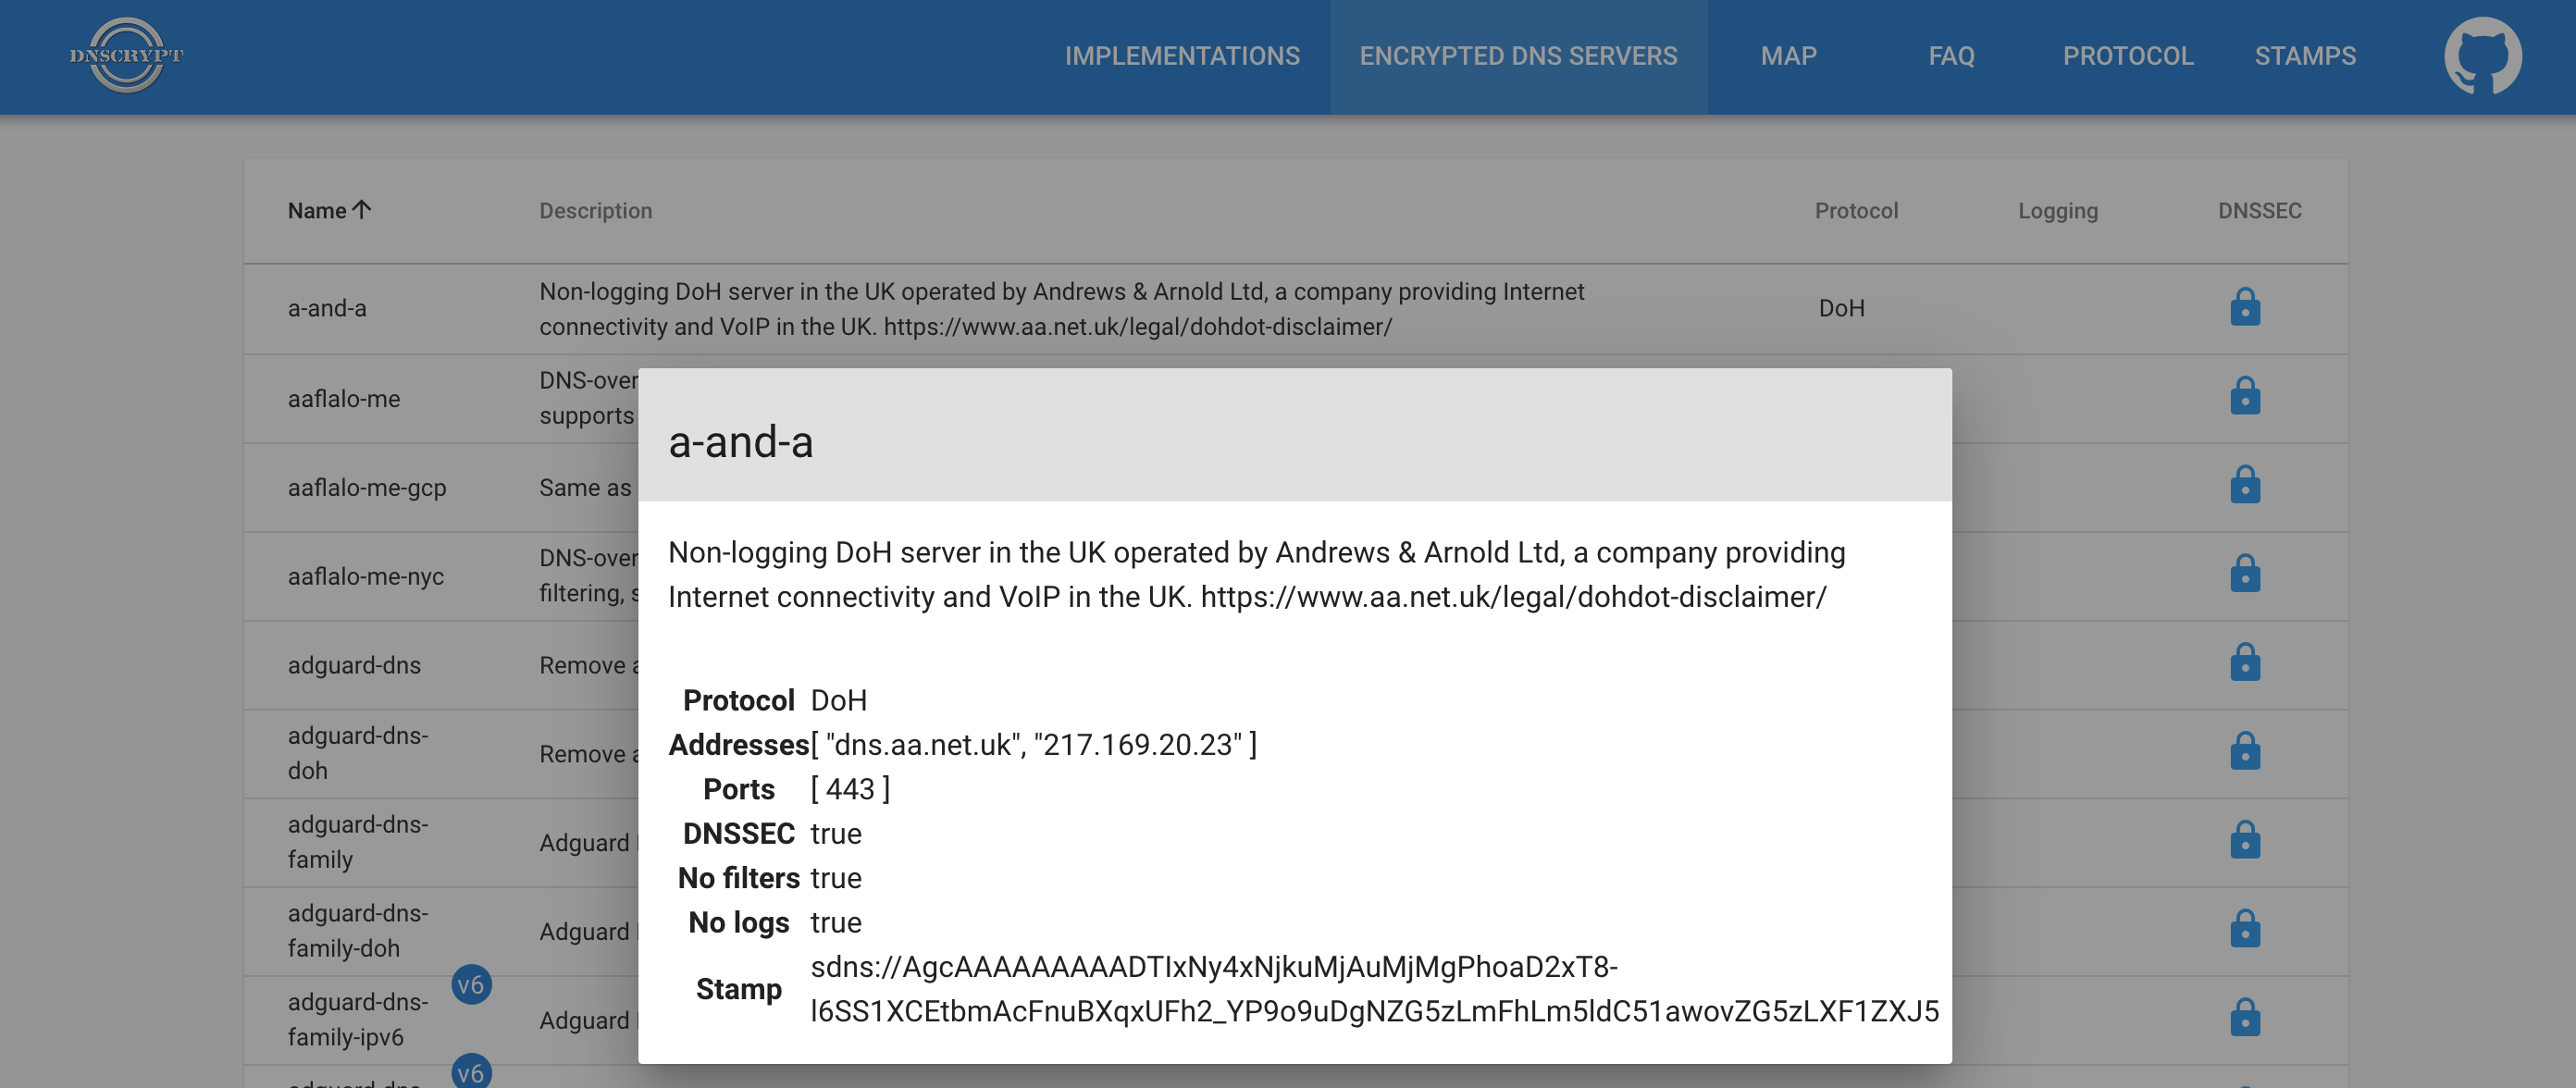 DNSCRYPT
IMPLEMENTATIONS
ENCRYPTED DNS SERVERS
MAP
FAQ
PROTOCOL
STAMPS
Name
Description
Protocol
Logging
DNSSEC
a-and-a
Non-logging DoH server in the UK operated by Andrews & Arnold Ltd, a company providing Internet
connectivity and VoIP in the UK. https://www.aa.net.uk/legal/dohdot-disclaimer/
DoH
aaflalo-me
DNS-over
supports
aaflalo-me-gcp
Same as
aaflalo-me-nyc
DNS-over
filtering,
adguard-dns
Remove
adguard-dns-
doh
Remove
adguard-dns-
family
Adguard
adguard-dns-
family-doh
Adguard
v6
adguard-dns-
family-ipv6
Adguard
v6
adguard-dns-
a-and-a
Non-logging DoH server in the UK operated by Andrews & Arnold Ltd, a company providing
Internet connectivity and VoIP in the UK. https://www.aa.net.uk/legal/dohdot-disclaimer/
Protocol DoH
Addresses [ "dns.aa.net.uk", "217.169.20.23" ]
Ports [ 443 ]
DNSSEC true
No filters true
No logs true
Stamp
sdns://AgcAAAAAAAAADTIxNy4xNjkuMjAuMjMgPhoaD2xT8-
l6SS1XCEtbmAcFnuBXqxUFh2_YP9o9uDgNZG5zLmFhLm5ldC51awovZG5zLXF1ZXJ5